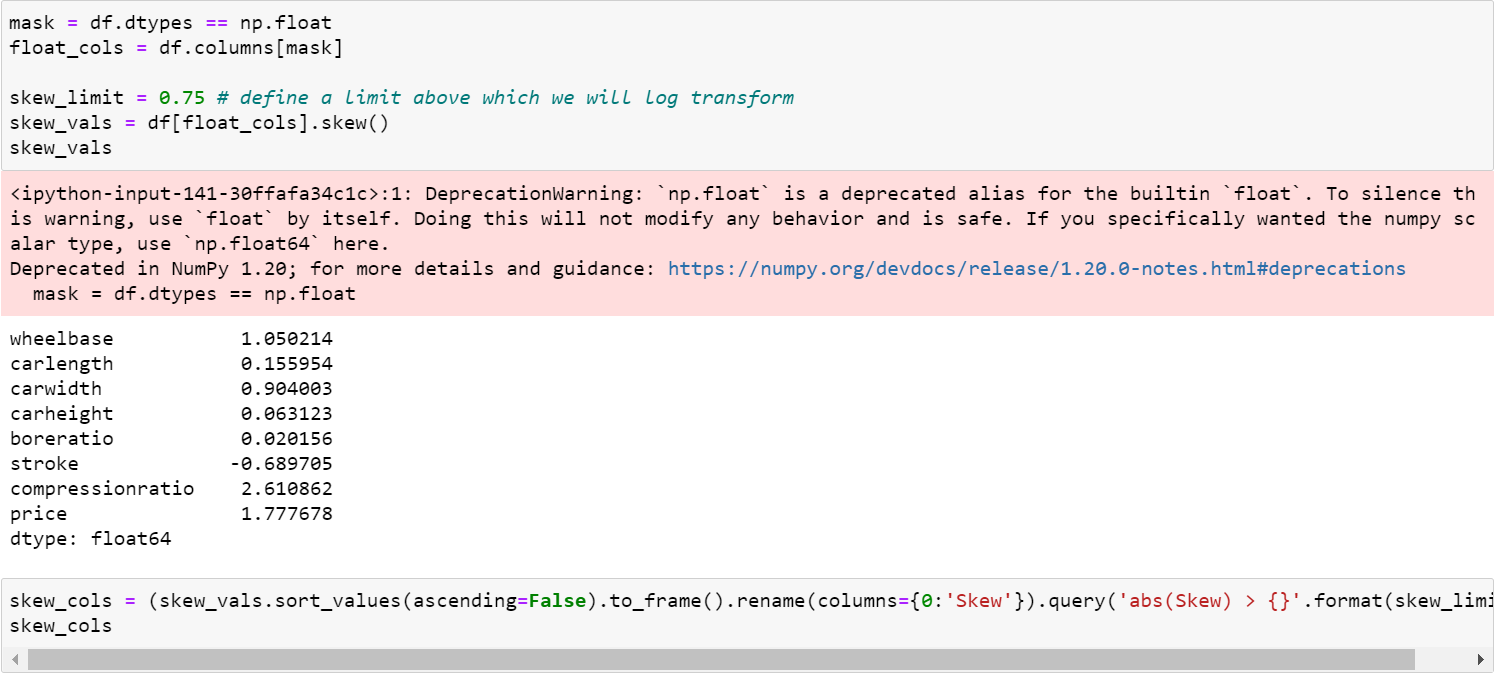 mask = df.dtypes == np.float
float_cols = df.columns[mask]
skew_limit = 0.75 # define a limit above which we will log transform
skew_vals = df[float_cols].skew()
skew_vals
<ipython-input-141-30ffafa34c1c>:1: DeprecationWarning: `np.float` is a deprecated alias for the builtin `float`. To silence th
is warning, use `float` by itself. Doing this will not modify any behavior and is safe. If you specifically wanted the numpy sc
alar type, use `np.float64` here.
Deprecated in NumPy 1.20; for more details and guidance: https://numpy.org/devdocs/release/1.20.0-notes.html#deprecations
  mask = df.dtypes == np.float
wheelbase           1.050214
carlength           0.155954
carwidth            0.904003
carheight           0.063123
boreratio           0.020156
stroke             -0.689705
compressionratio    2.610862
price               1.777678
dtype: float64
skew_cols = (skew_vals.sort_values(ascending=False).to_frame().rename(columns={0:'Skew'}).query('abs(Skew) > {}'.format(skew_limi
skew_cols